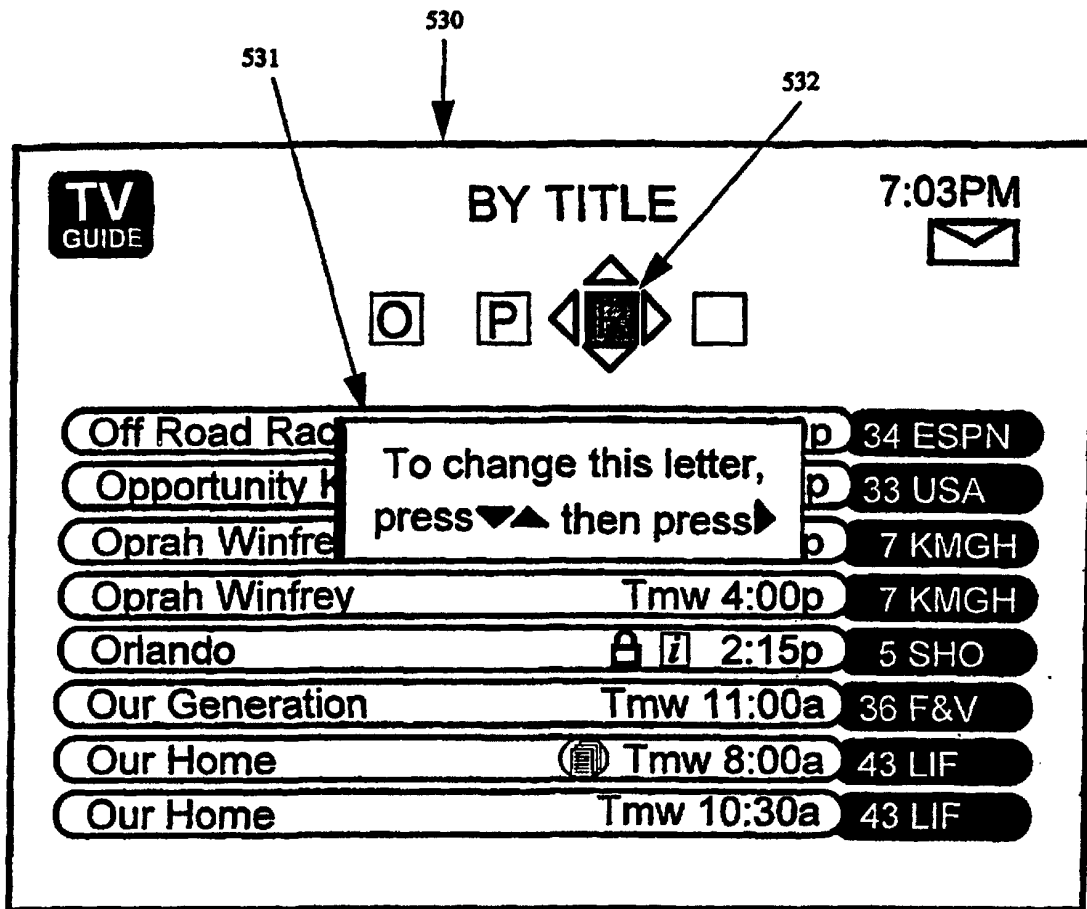 530
531
532
TV
GUIDE
BY TITLE
7:03PM
O P R
Off Road Rac p 34 ESPN
Opportunity K p 33 USA
To change this letter,
press▼▲ then press▶
Oprah Winfre p 7 KMGH
Oprah Winfrey Tmw 4:00p 7 KMGH
Orlando i 2:15p 5 SHO
Our Generation Tmw 11:00a 36 F&V
Our Home Tmw 8:00a 43 LIF
Our Home Tmw 10:30a 43 LIF